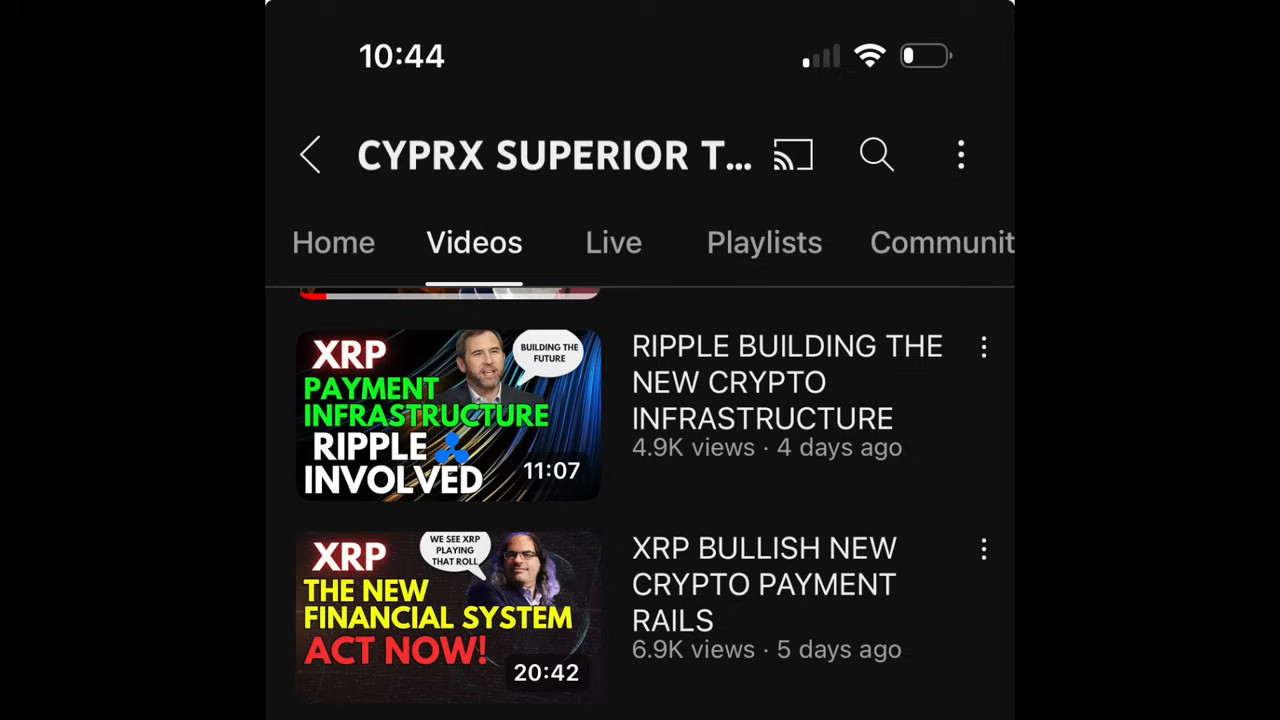 10:44
CYPRX SUPERIOR T...
Home
Videos
Live
Playlists
Communit
XRP
PAYMENT
INFRASTRUCTURE
RIPPLE
INVOLVED
BUILDING THE
FUTURE
11:07
RIPPLE BUILDING THE
NEW CRYPTO
INFRASTRUCTURE
4.9K views · 4 days ago
XRP
THE NEW
FINANCIAL SYSTEM
ACT NOW!
WE SEE XRP
PLAYING
THAT ROLL
20:42
XRP BULLISH NEW
CRYPTO PAYMENT
RAILS
6.9K views · 5 days ago